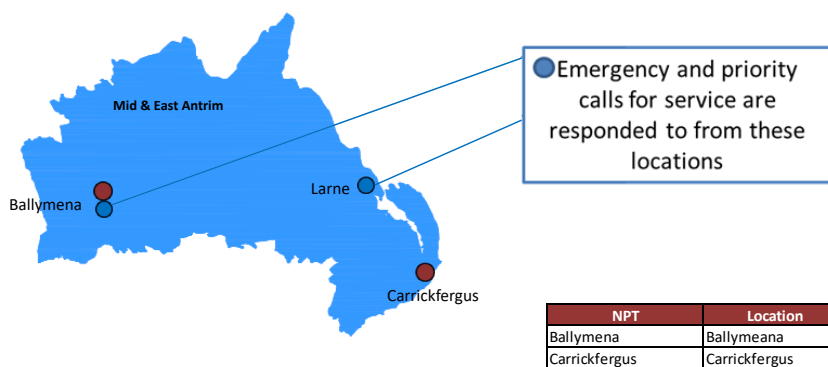 Mid & East Antrim
Ballymena
Larne
Carrickfergus
Emergency and priority
calls for service are
responded to from these
locations
NPT Location
Ballymena Ballymeana
Carrickfergus Carrickfergus